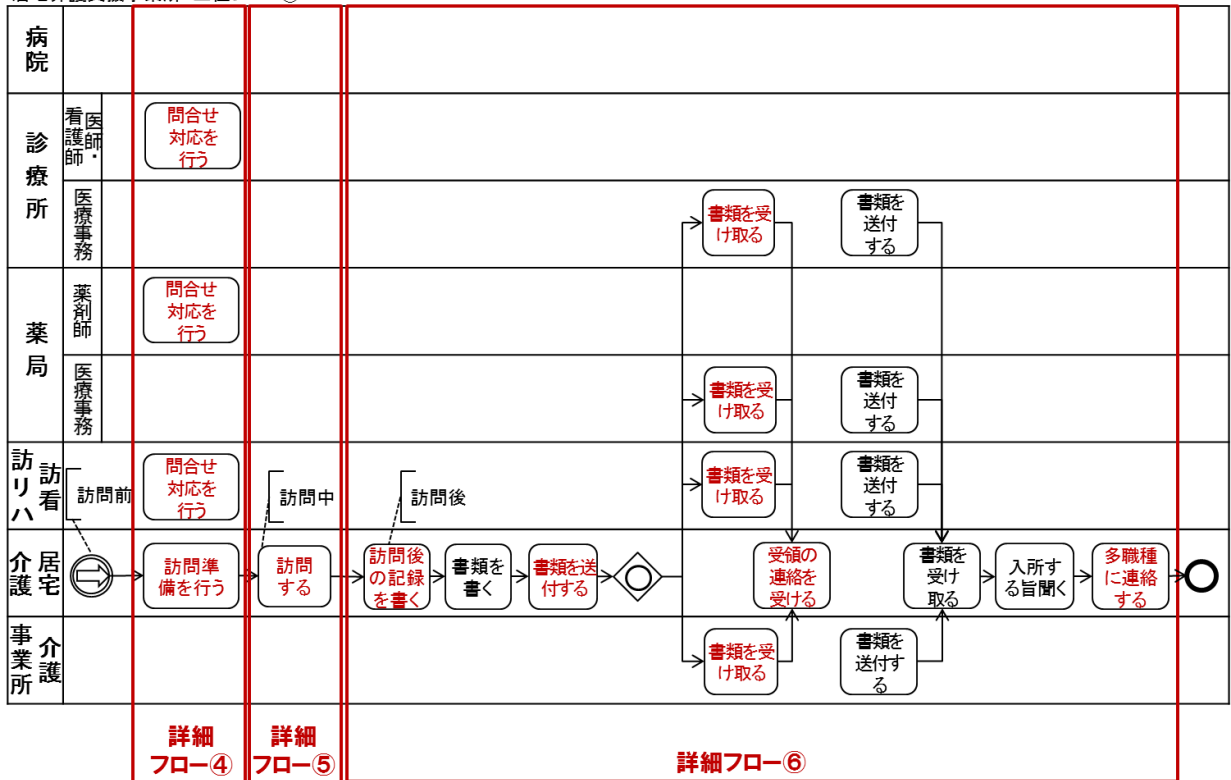 病
院
診
療
所
看護師・
医師
問合せ
対応を
行う
医療事務
書類を受
け取る
書類を
送付
する
薬
局
薬剤師
問合せ
対応を
行う
医療事務
書類を受
け取る
書類を
送付
する
訪リハ
訪看
訪問前
問合せ
対応を
行う
訪問中
訪問後
書類を受
け取る
書類を
送付
する
介護
居宅
訪問準
備を行う
訪問
する
訪問後
の記録
を書く
書類を
書く
書類を送
付する
受領の
連絡を
受ける
書類を
受け
取る
入所す
る旨聞く
多職種
に連絡
する
事業所
介護
書類を受
け取る
書類を
送付す
る
詳細
フロー④
詳細
フロー⑤
詳細フロー⑥